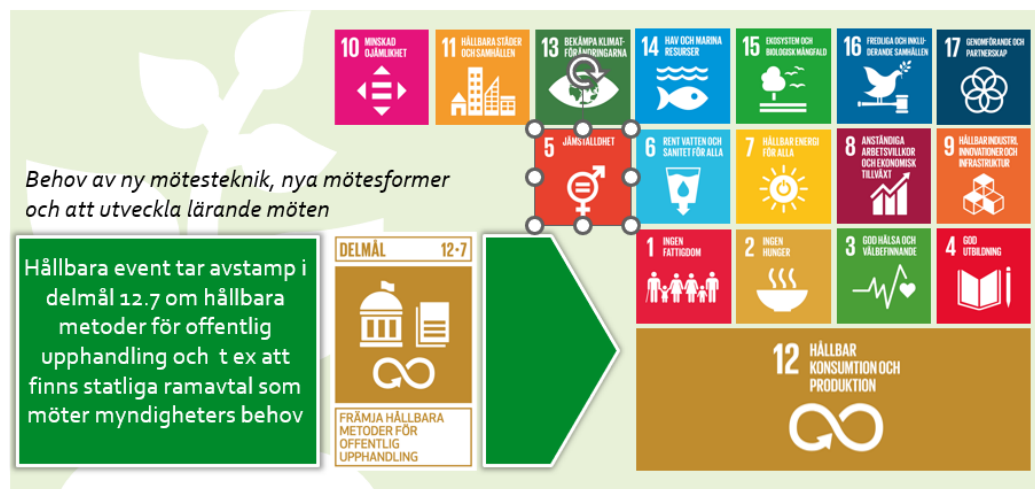 10 MINSKAD
OJÄMLIKHET
11 HÅLLBARA STÄDER
OCH SAMHÄLLEN
13 BEKÄMPA KLIMAT-
FÖRÄNDRINGARNA
14 HAV OCH MARINA
RESURSER
15 EKOSYSTEM OCH
BIOLOGISK MÅNGFALD
16 FREDLIGA OCH INKLU-
DERANDE SAMHÄLLEN
17 GENOMFÖRANDE OCH
PARTNERSKAP
5 JÄMSTÄLLDHET
6 RENT VATTEN OCH
SANITET FÖR ALLA
7 HÅLLBAR ENERGI
FÖR ALLA
8 ANSTÄNDIGA
ARBETSVILLKOR
OCH EKONOMISK
TILLVÄXT
9 HÅLLBAR INDUSTRI,
INNOVATIONER OCH
INFRASTRUKTUR
Behov av ny mötesteknik, nya mötesformer
och att utveckla lärande möten
1 INGEN
FATTIGDOM
2 INGEN
HUNGER
3 GOD HÄLSA OCH
VÄLBEFINNANDE
4 GOD
UTBILDNING
Hållbara event tar avstamp i
delmål 12.7 om hållbara
metoder för offentlig
upphandling och t ex att
finns statliga ramavtal som
möter myndigheters behov
DELMÅL 12·7
FRÄMJA HÅLLBARA
METODER FÖR
OFFENTLIG
UPPHANDLING
12 HÅLLBAR
KONSUMTION OCH
PRODUKTION